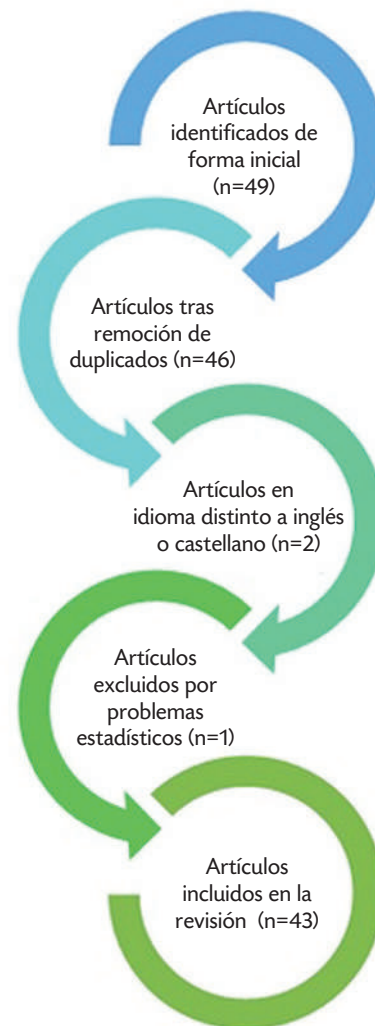 Artículos
identificados de
forma inicial
(n=49)
Artículos tras
remoción de
duplicados (n=46)
Artículos en
idioma distinto a inglés
o castellano (n=2)
Artículos
excluidos por
problemas
estadísticos (n=1)
Artículos
incluidos en la
revisión (n=43)